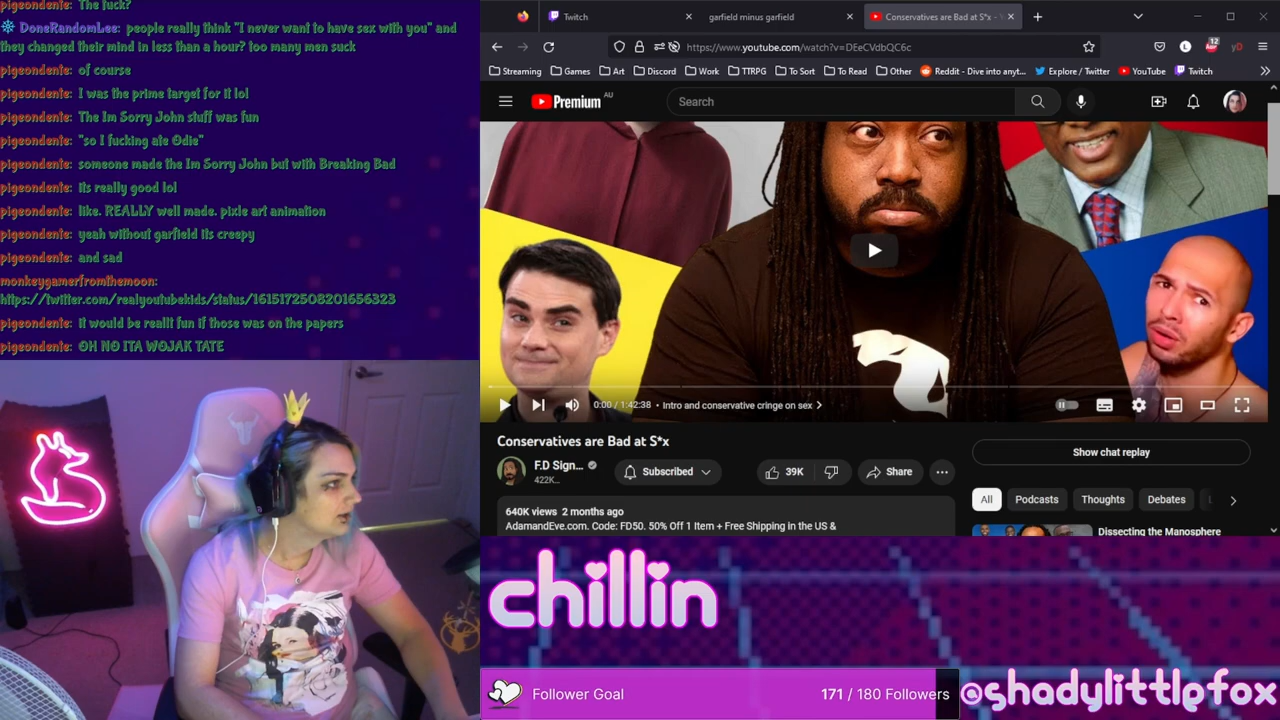 pigeondente: The fuck?
DoneRandomLee: people really think "I never want to have sex with you" and
they changed their mind in less than a hour? too many men suck
pigeondente: of course
pigeondente: I was the prime target for it lol
pigeondente: The Im Sorry John stuff was fun
pigeondente: "so I fucking ate Odie"
pigeondente: someone made the Im Sorry John but with Breaking Bad
pigeondente: its really good lol
pigeondente: like. REALLY well made. pixle art animation
pigeondente: yeah without garfield its creepy
pigeondente: and sad
monkeygamerfromthemoon:
https://twitter.com/realyoutubekids/status/1615172508201656323
pigeondente: it would be reallt fun if those was on the papers
pigeondente: OH NO ITA WOJAK TATE
Twitch
garfield minus garfield
Conservatives are Bad at S*x -
https://www.youtube.com/watch?v=DEeCVdbQC6c
12
L
yD
Streaming
Games
Art
Discord
Work
TTRPG
To Sort
To Read
Other
Reddit - Dive into anyt...
Explore / Twitter
YouTube
Twitch
Premium AU
Search
0:00 / 1:42:38 • Intro and conservative cringe on sex
Conservatives are Bad at S*x
F.D Sign...
422K...
Subscribed
39K
Share
Show chat replay
All
Podcasts
Thoughts
Debates
640K views 2 months ago
AdamandEve.com. Code: FD50. 50% Off 1 Item + Free Shipping in the US &
Dissecting the Manosphere
chillin
Follower Goal
171 / 180 Followers
@shadylittlefox